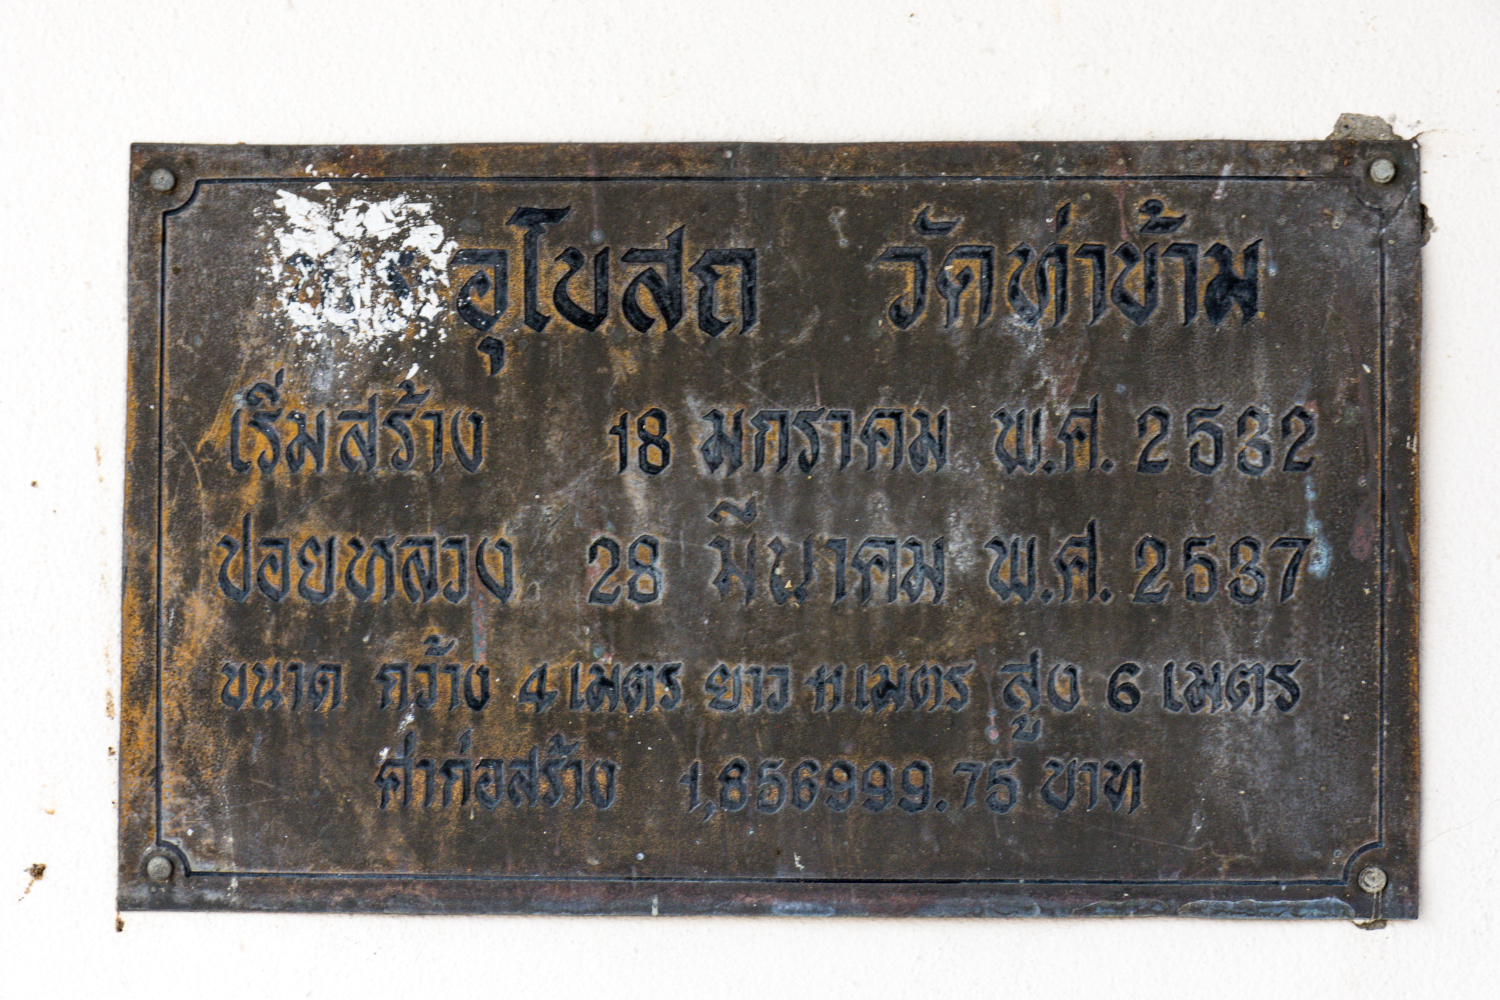 อุโบสถ วัดท่าข้าม
เริ่มสร้าง 18 มกราคม พ.ศ. 2532
ปอยหลวง 28 มีนาคม พ.ศ. 2537
ขนาด กว้าง 4 เมตร ยาว 11 เมตร สูง 6 เมตร
ค่าก่อสร้าง 1,856999.75 บาท